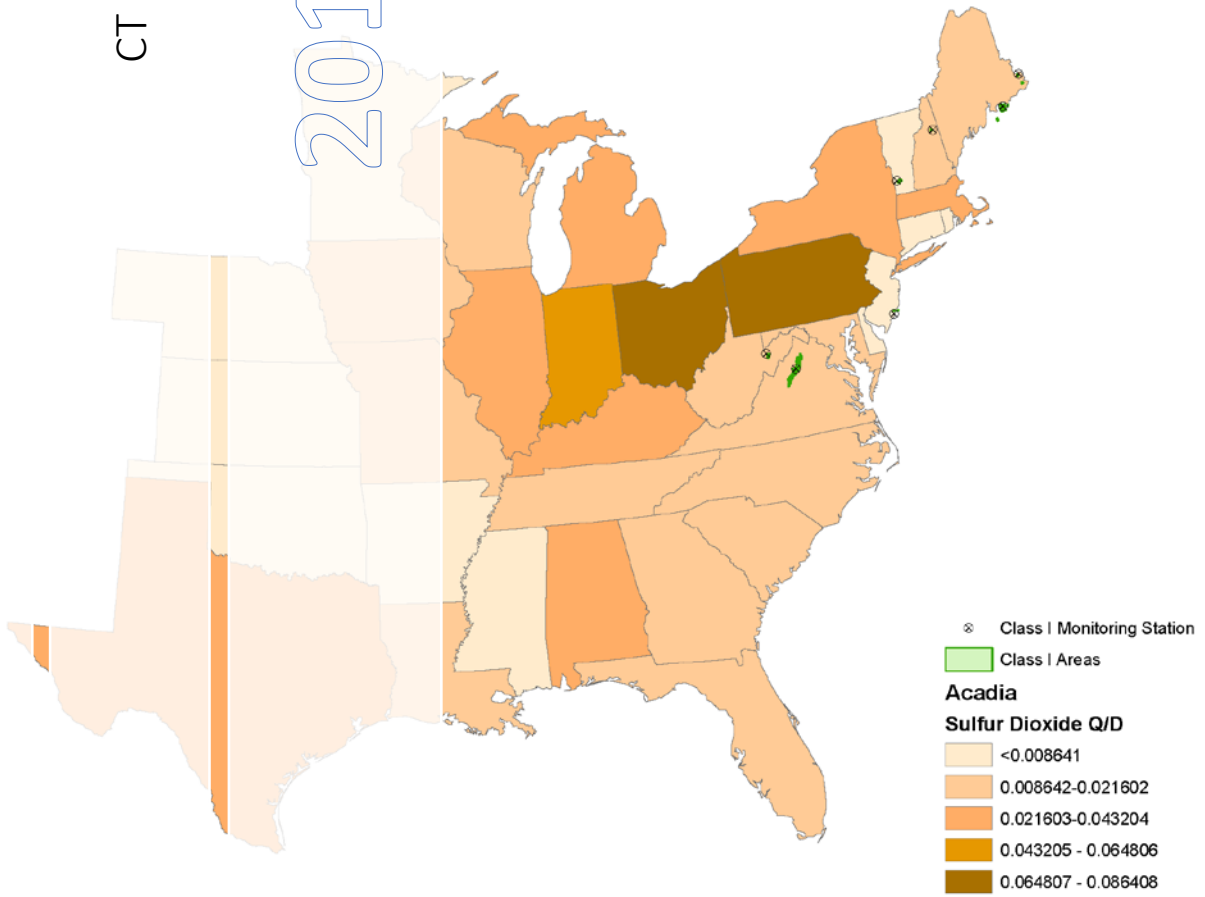 CT
201
Class I Monitoring Station
Class I Areas
Acadia
Sulfur Dioxide Q/D
<0.008641
0.008642-0.021602
0.021603-0.043204
0.043205 - 0.064806
0.064807 - 0.086408